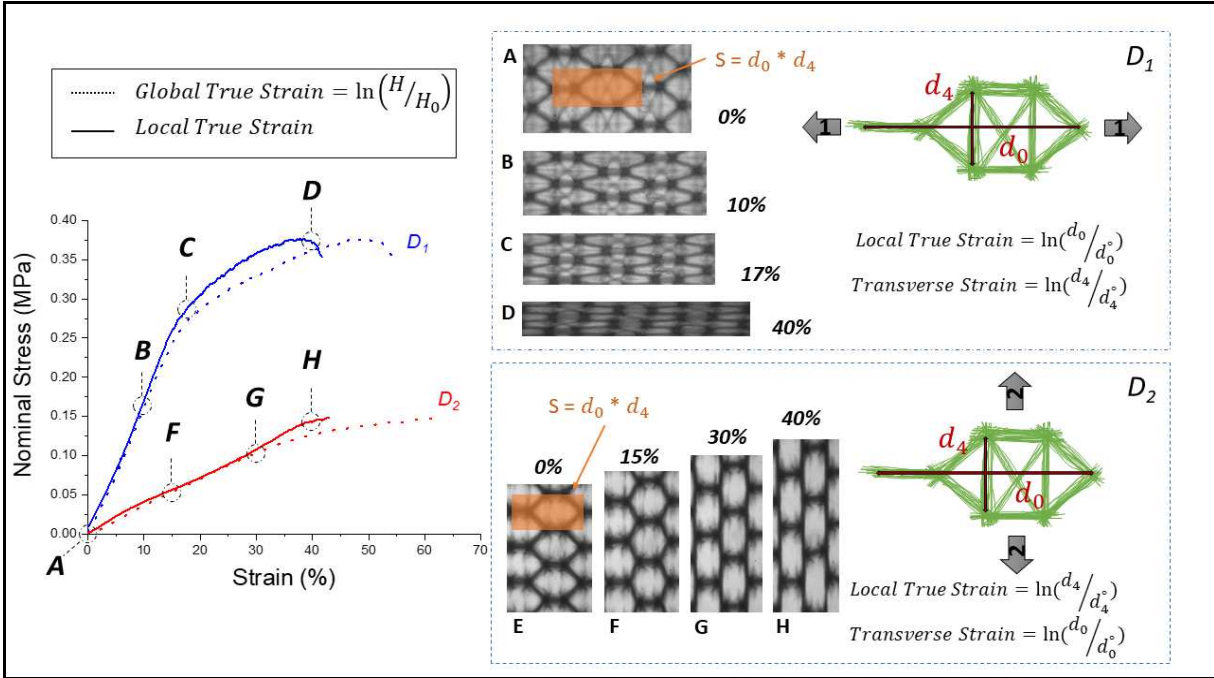 Global True Strain = ln(H/H₀)
Local True Strain
Nominal Stress (MPa)
0.40
0.35
0.30
0.25
0.20
0.15
0.10
0.05
0.00
0 10 20 30 40 50 60 70
Strain (%)
A
B
C
D
F
G
H
D₁
D₂
D₁
A
S = d₀ * d₄
0%
B
10%
C
17%
D
40%
1
1
d₄
d₀
Local True Strain = ln(d₀/d₀°)
Transverse Strain = ln(d₄/d₄°)
D₂
S = d₀ * d₄
0%
15%
30%
40%
E
F
G
H
2
2
d₄
d₀
Local True Strain = ln(d₄/d₄°)
Transverse Strain = ln(d₀/d₀°)